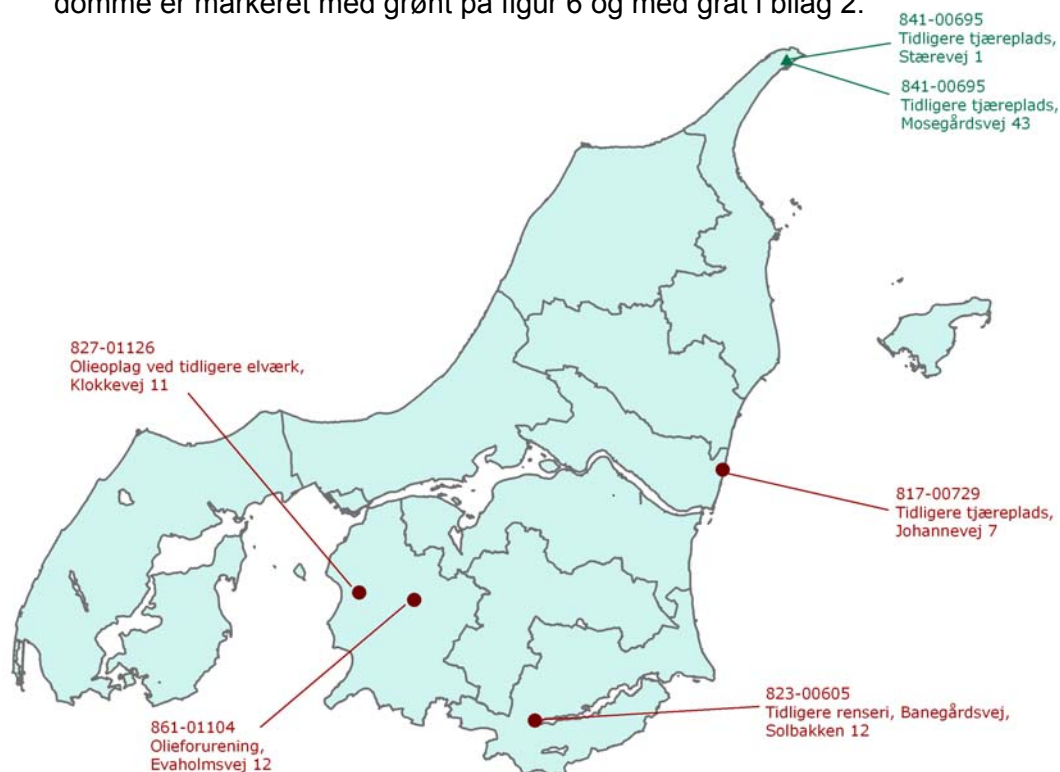 domme er markeret med grønt på figur 6 og med gråt i bilag 2.
841-00695
Tidligere tjæreplads,
Stærevej 1
841-00695
Tidligere tjæreplads,
Mosegårdsvej 43
827-01126
Olieoplag ved tidligere elværk,
Klokkevej 11
817-00729
Tidligere tjæreplads,
Johannevej 7
861-01104
Olieforurening,
Evaholmsvej 12
823-00605
Tidligere renseri, Banegårdsvej,
Solbakken 12